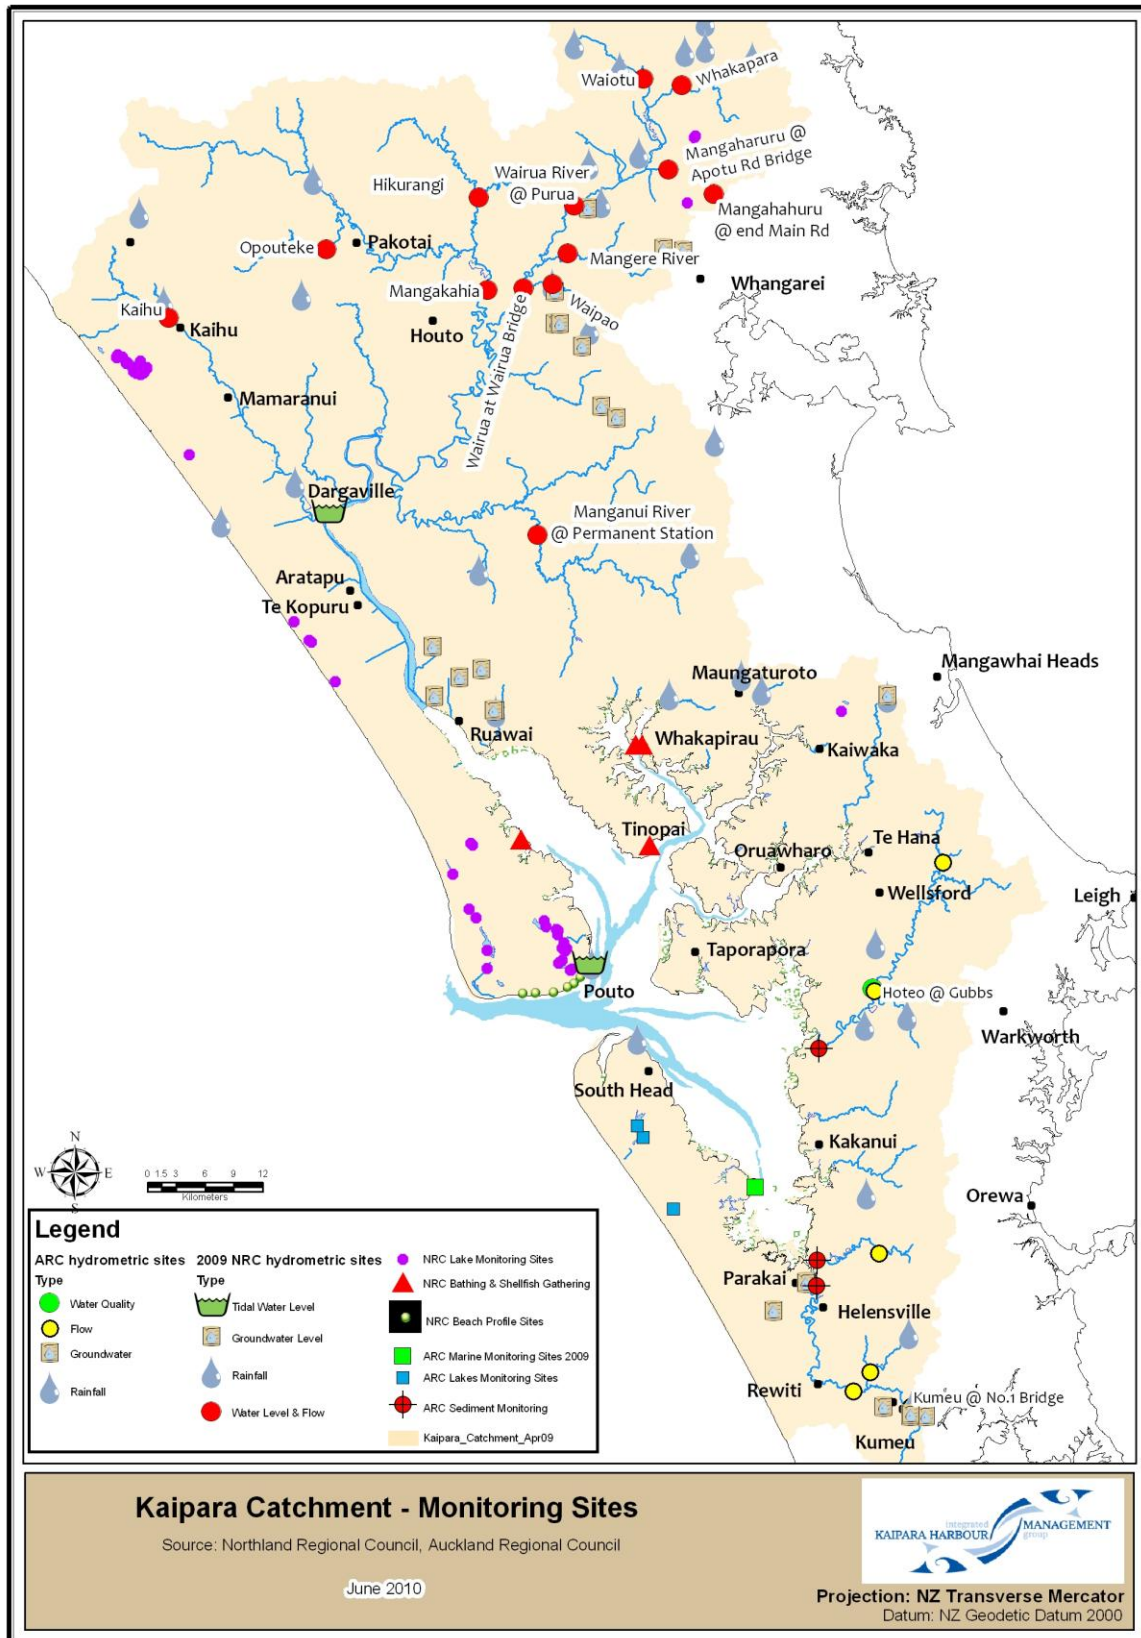 Waiotu
Whakapara
Mangaharuru @
Apotu Rd Bridge
Hikurangi
Wairua River
@ Purua
Mangahahuru
@ end Main Rd
Opouteke
Pakotai
Mangere River
Whangarei
Mangakahia
Waipao
Kaihu
Kaihu
Houto
Wairua at Wairua Bridge
Mamaranui
Dargaville
Manganui River
@ Permanent Station
Aratapu
Te Kopuru
Mangawhai Heads
Maungaturoto
Ruawai
Whakapirau
Kaiwaka
Tinopai
Te Hana
Oruawharo
Wellsford
Leigh
Taporapora
Pouto
Hoteo @ Gubbs
Warkworth
South Head
Kakanui
N
W
E
S
0 1.5 3 6 9 12
Kilometers
Orewa
Parakai
Helensville
Rewiti
Kumeu @ No.1 Bridge
Kumeu
Legend
ARC hydrometric sites
Type
Water Quality
Flow
Groundwater
Rainfall
2009 NRC hydrometric sites
Type
Tidal Water Level
Groundwater Level
Rainfall
Water Level & Flow
NRC Lake Monitoring Sites
NRC Bathing & Shellfish Gathering
NRC Beach Profile Sites
ARC Marine Monitoring Sites 2009
ARC Lakes Monitoring Sites
ARC Sediment Monitoring
Kaipara_Catchment_Apr09
Kaipara Catchment - Monitoring Sites
Source: Northland Regional Council, Auckland Regional Council
June 2010
integrated
KAIPARA HARBOUR MANAGEMENT
group
Projection: NZ Transverse Mercator
Datum: NZ Geodetic Datum 2000